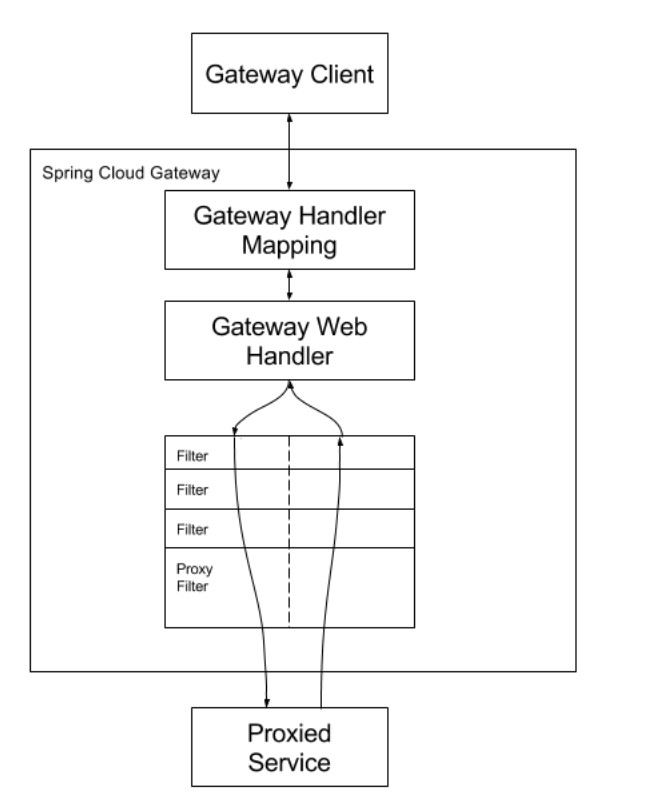 Gateway Client
Spring Cloud Gateway
Gateway Handler
Mapping
Gateway Web
Handler
Filter
Filter
Filter
Proxy
Filter
Proxied
Service